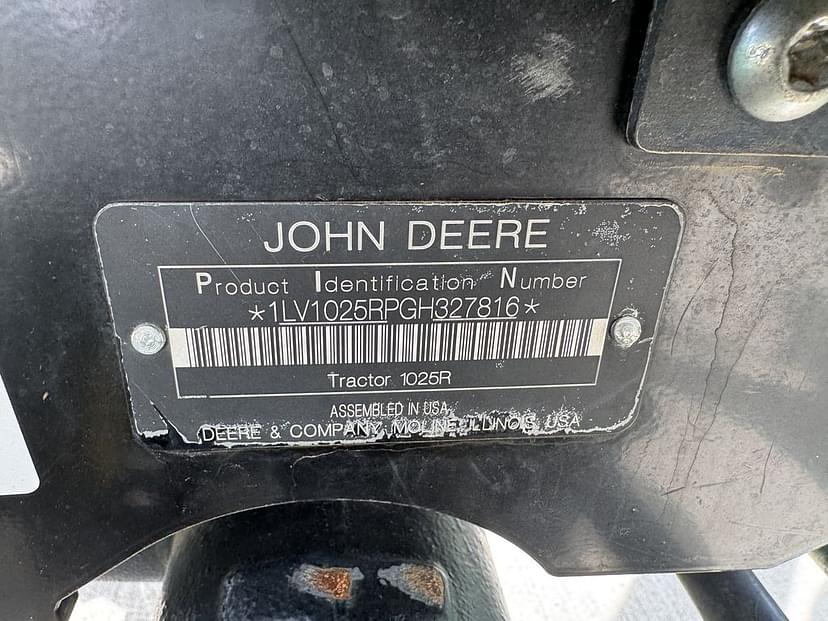 JOHN DEERE
Product Identification Number
*1LV1025RPGH327816*
Tractor 1025R
ASSEMBLED IN USA
DEERE & COMPANY, MOLINE, ILLINOIS, USA